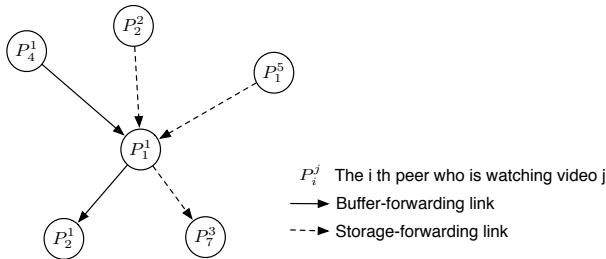 P_2^2
P_4^1
P_1^5
P_1^1
P_i^j The i th peer who is watching video j
Buffer-forwarding link
P_2^1
P_7^3
Storage-forwarding link